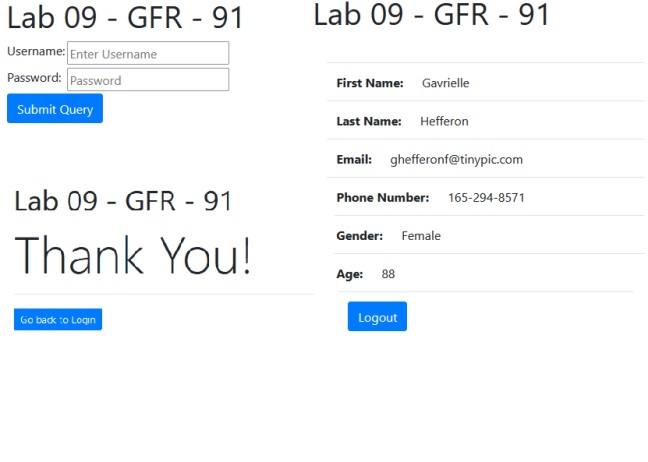 Lab 09 - GFR - 91
Username: Enter Username
Password: Password
Submit Query
Lab 09 - GFR - 91
Thank You!
Go back to Login
Lab 09 - GFR - 91
First Name: Gavrielle
Last Name: Hefferon
Email: ghefferonf@tinypic.com
Phone Number: 165-294-8571
Gender: Female
Age: 88
Logout